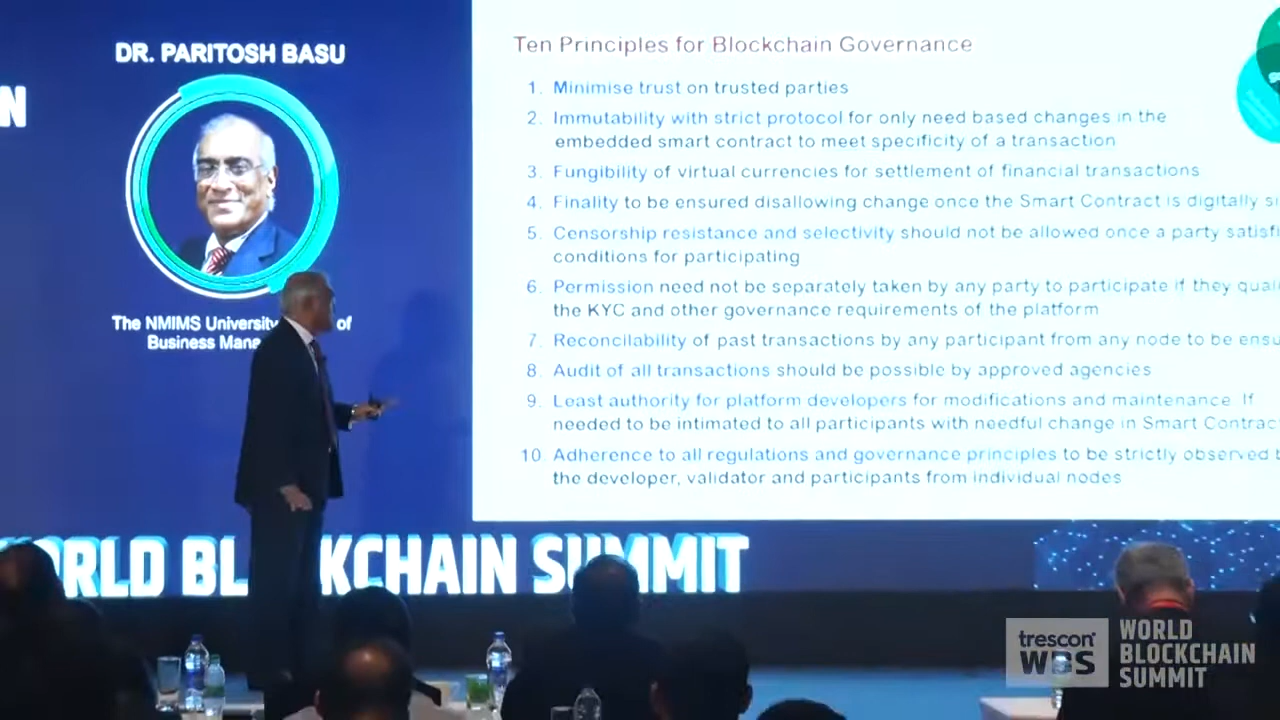 N
DR. PARITOSH BASU
The NMIMS University of
Business
WORLD BL KCHAIN SUMMIT
Ten Principles for Blockchain Governance
1. Minimise trust on trusted parties
2. Immutability with strict protocol for only need based changes in the
embedded smart contract to meet specificity of a transaction
3. Fungibility of virtual currencies for settlement of financial transactions
4. Finality to be ensured disallowing change once the Smart Contract is digitally
5. Censorship resistance and selectivity should not be allowed once a party
conditions for participating
6. Permission need not be separately taken by any party to participate if they
the KYC and other governance requirements of the platform
7. Reconcilability of past transactions by any participant from any node to be
8. Audit of all transactions should be possible by approved agencies
9. Least authority for platform developers for modifications and maintenance. If
needed to be intimated to all participants with needful change in Smart
10. Adherence to all regulations and governance principles to be strictly observed
the developer, validator and participants from individual nodes
trescon
WBS
WORLD
BLOCKCHAIN
SUMMIT